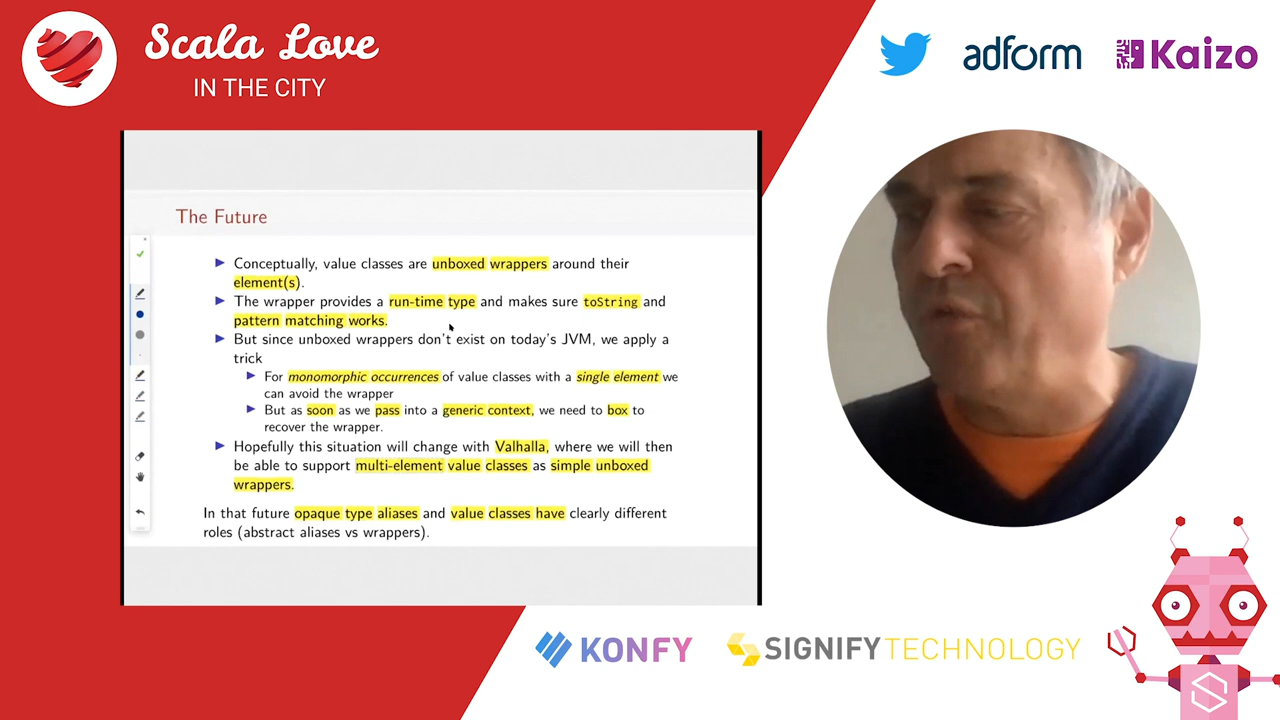 Scala Love
IN THE CITY
adform
Kaizo
The Future
Conceptually, value classes are unboxed wrappers around their
element(s).
The wrapper provides a run-time type and makes sure toString and
pattern matching works.
But since unboxed wrappers don't exist on today's JVM, we apply a
trick
For monomorphic occurrences of value classes with a single element we
can avoid the wrapper
But as soon as we pass into a generic context, we need to box to
recover the wrapper.
Hopefully this situation will change with Valhalla, where we will then
be able to support multi-element value classes as simple unboxed
wrappers.
In that future opaque type aliases and value classes have clearly different
roles (abstract aliases vs wrappers).
KONFY
SIGNIFYTECHNOLOGY